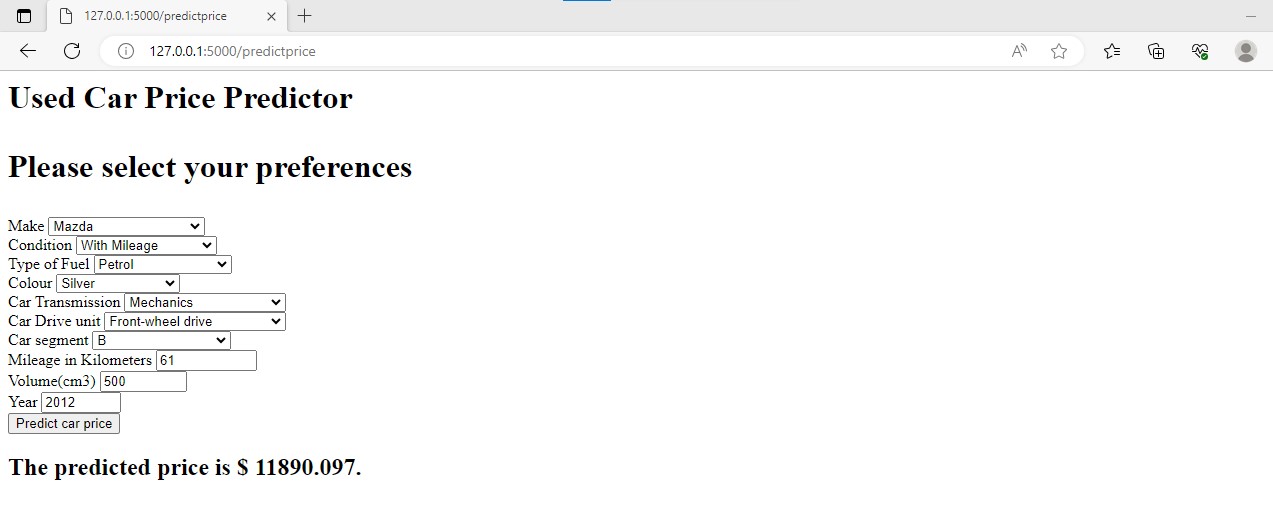 127.0.0.1:5000/predictprice
127.0.0.1:5000/predictprice
Used Car Price Predictor
Please select your preferences
Make Mazda
Condition With Mileage
Type of Fuel Petrol
Colour Silver
Car Transmission Mechanics
Car Drive unit Front-wheel drive
Car segment B
Mileage in Kilometers 61
Volume(cm3) 500
Year 2012
Predict car price
The predicted price is $ 11890.097.